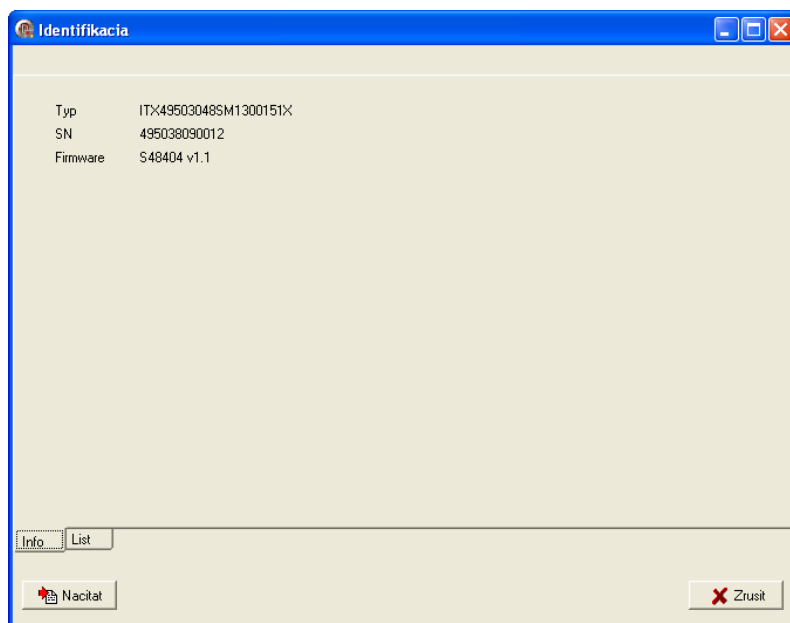 Identifikacia
Typ ITX49503048SM1300151X
SN 495038090012
Firmware S48404 v1.1
Info List
Nacitat Zrusit